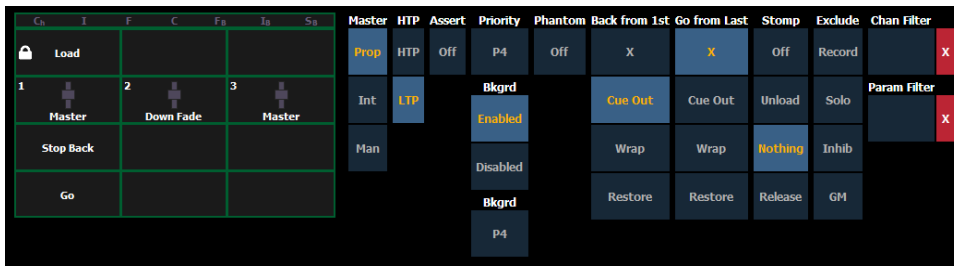 Ch I F C FB IB SB
Load
1 Master
2 Down Fade
3 Master
Stop Back
Go
Master HTP Assert Priority Phantom Back from 1st Go from Last Stomp Exclude Chan Filter
Prop HTP Off P4 Off X X Off Record X
Bkgrd Param Filter
Int LTP Enabled Cue Out Cue Out Unload Solo X
Man Disabled Wrap Wrap Nothing Inhib
Bkgrd
P4 Restore Restore Release GM